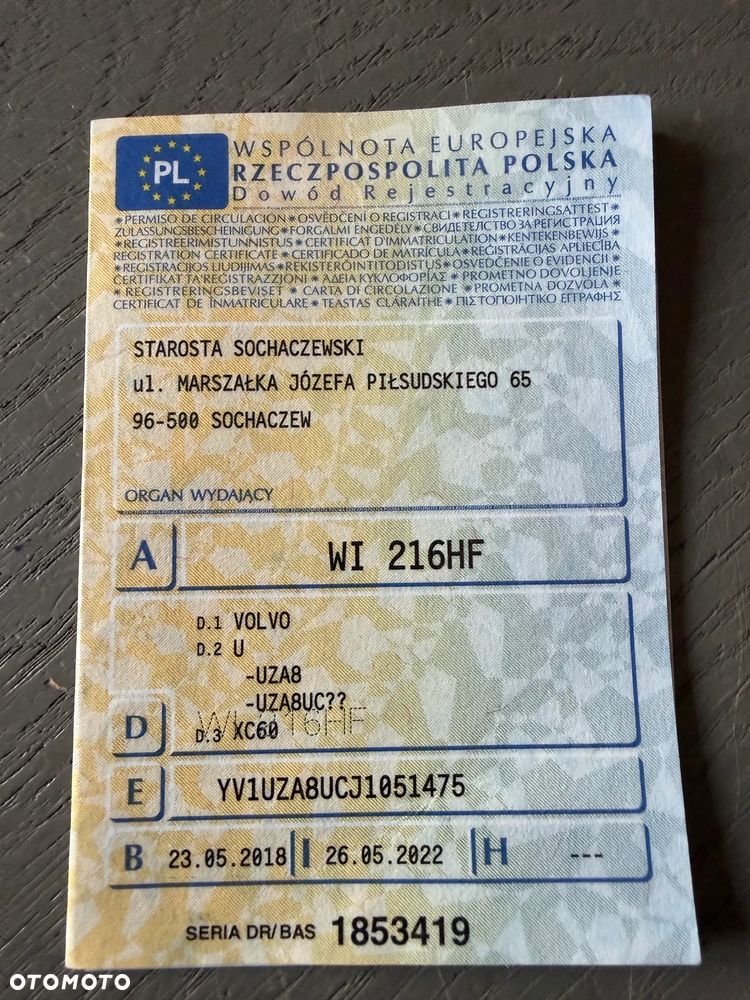 PL
WSPÓLNOTA EUROPEJSKA
RZECZPOSPOLITA POLSKA
Dowód Rejestracyjny
✶PERMISO DE CIRCULACIÓN✶OSVĚDČENÍ O REGISTRACI✶REGISTRERINGSATTEST✶
ZULASSUNGSBESCHEINIGUNG✶FORGALMI ENGEDÉLY✶СВИДЕТЕЛСТВО ЗА РЕГИСТРАЦИЯ
✶REGISTREERIMISTUNNISTUS✶CERTIFICAT D'IMMATRICULATION✶KENTEKENBEWIJS✶
REGISTRATION CERTIFICATE✶CERTIFICADO DE MATRÍCULA✶REĢISTRĀCIJAS APLIECĪBA
✶REGISTRACIJOS LIUDIJIMAS✶REKISTERÖINTITODISTUS✶OSVEDČENIE O EVIDENCII✶
CERTIFIKAT TA'REĠISTRAZZJONI✶ΑΔΕΙΑ ΚΥΚΛΟΦΟΡΙΑΣ✶PROMETNO DOVOLJENJE
✶REGISTRERINGSBEVISET✶CARTA DI CIRCOLAZIONE✶PROMETNA DOZVOLA✶
CERTIFICAT DE ÎNMATRICULARE✶TEASTAS CLÁRAITHE✶ΠΙΣΤΟΠΟΙΗΤΙΚΟ ΕΓΓΡΑΦΗΣ
STAROSTA SOCHACZEWSKI
ul. MARSZAŁKA JÓZEFA PIŁSUDSKIEGO 65
96-500 SOCHACZEW
ORGAN WYDAJĄCY
A WI 216HF
D.1 VOLVO
D.2 U
-UZA8
-UZA8UC??
WI 216HF
D D.3 XC60
E YV1UZA8UCJ1051475
B 23.05.2018 I 26.05.2022 H ---
SERIA DR/BAS 1853419
OTOMOTO